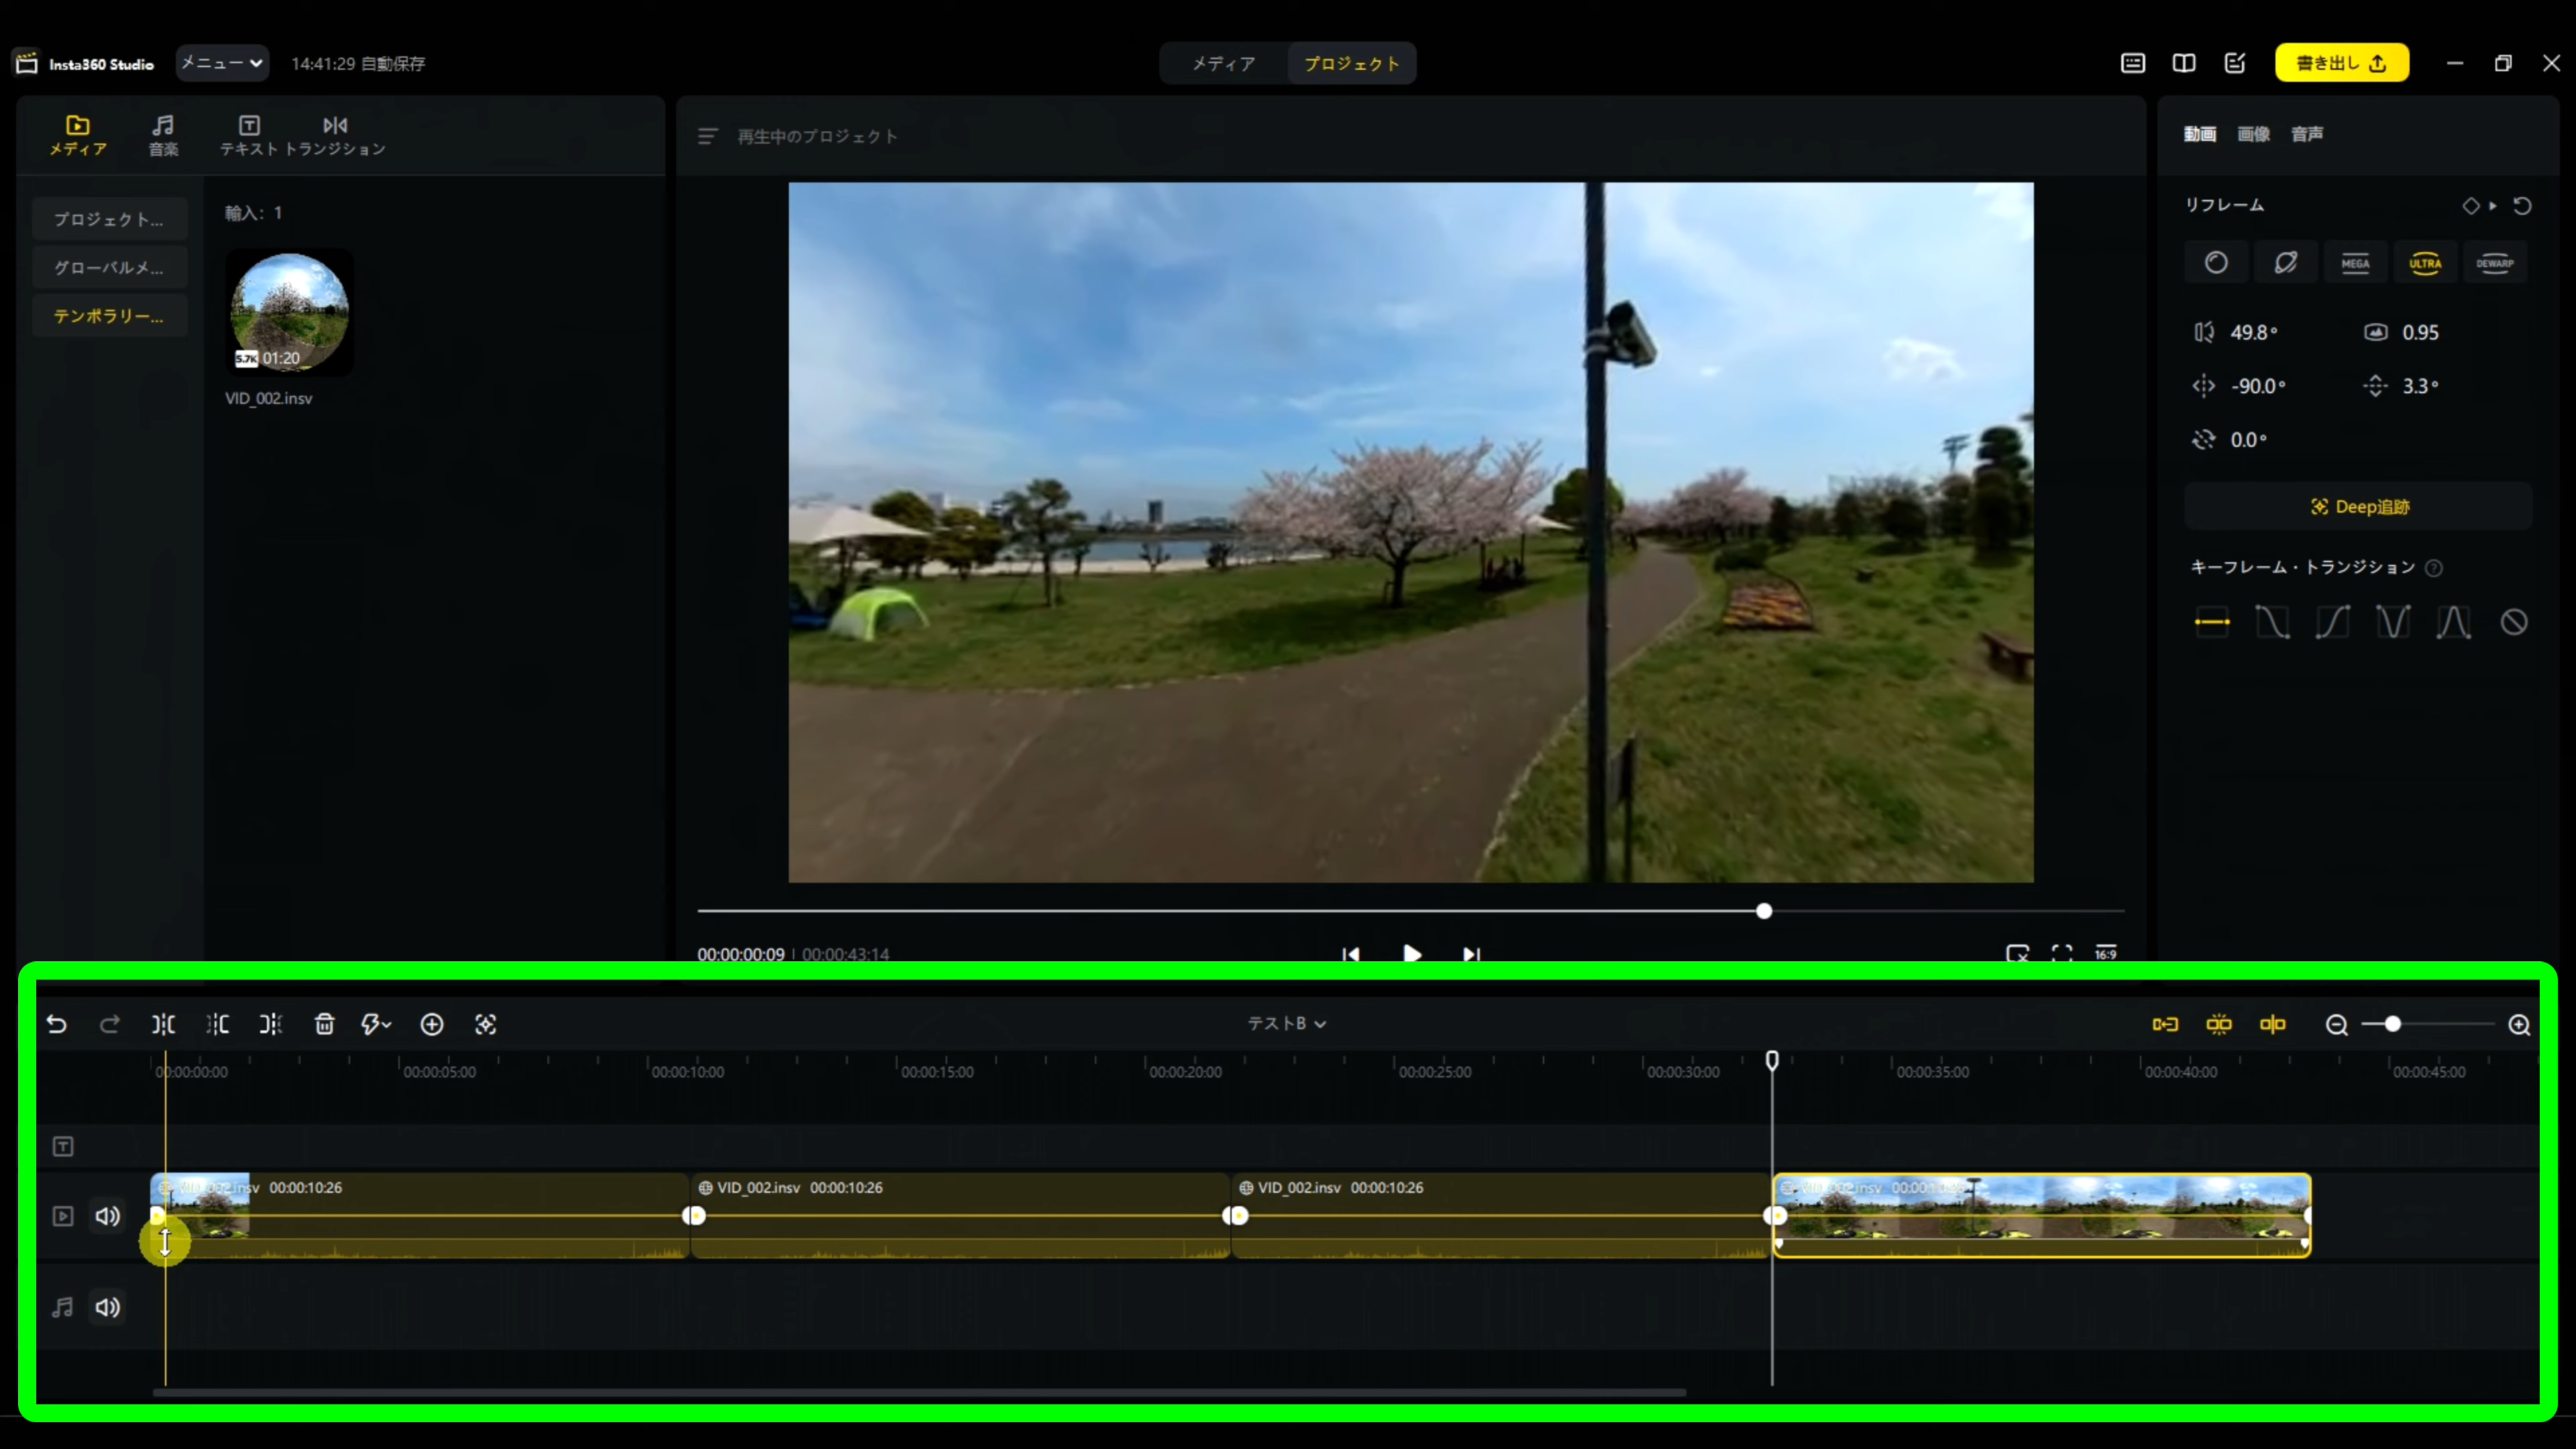 Insta360 Studio メニュー 14:41:29 自動保存 メディア プロジェクト 書き出し
メディア 音楽 テキスト トランジション
プロジェクト...
グローバルメ...
テンポラリー...
輸入: 1
5.7K 01:20
VID_002.insv
再生中のプロジェクト
00:00:00:09 | 00:00:43:14
16:9
動画 画像 音声
リフレーム
MEGA ULTRA DEWARP
49.8° 0.95
-90.0° 3.3°
0.0°
Deep追跡
キーフレーム・トランジション ?
テストB
00:00:00:00 00:00:05:00 00:00:10:00 00:00:15:00 00:00:20:00 00:00:25:00 00:00:30:00 00:00:35:00 00:00:40:00 00:00:45:00
T
VID_002.insv 00:00:10:26 VID_002.insv 00:00:10:26 VID_002.insv 00:00:10:26